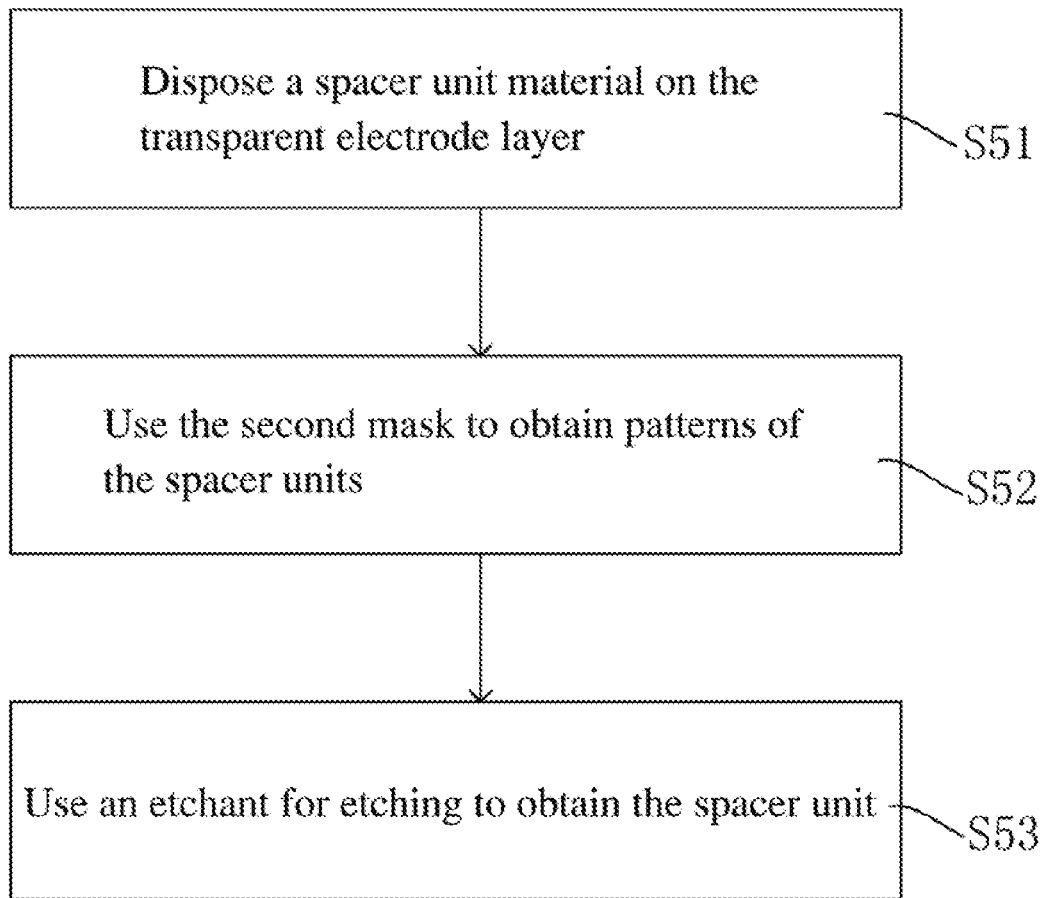 Dispose a spacer unit material on the
transparent electrode layer
S51
Use the second mask to obtain patterns of
the spacer units
S52
Use an etchant for etching to obtain the spacer unit
S53